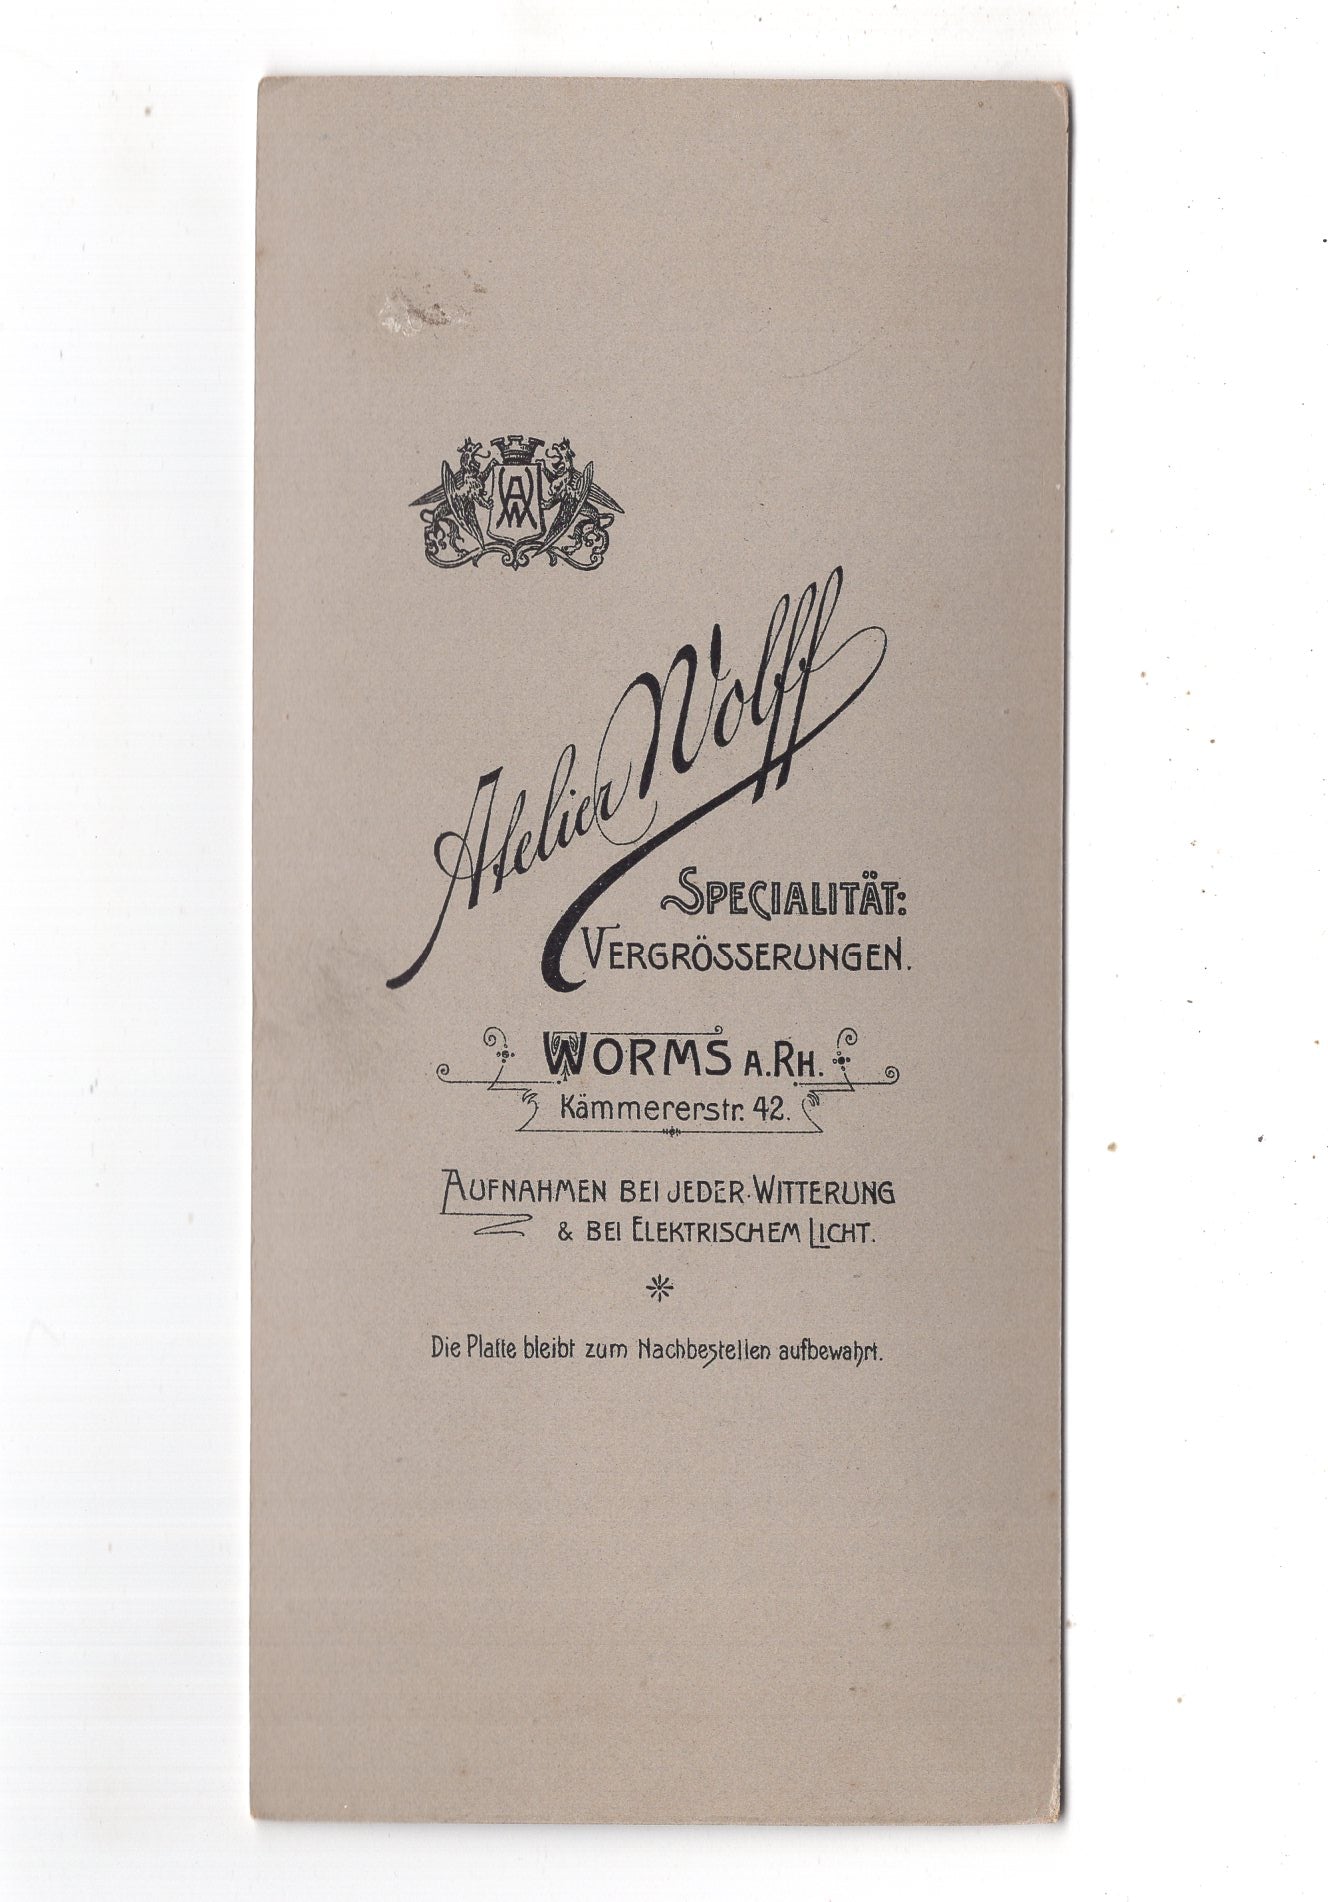 AW
Atelier Wolff
SPECIALITÄT:
VERGRÖSSERUNGEN.
WORMS A.RH.
Kämmererstr. 42.
AUFNAHMEN BEI JEDER WITTERUNG
& BEI ELEKTRISCHEM LICHT.
Die Platte bleibt zum Nachbestellen aufbewahrt.